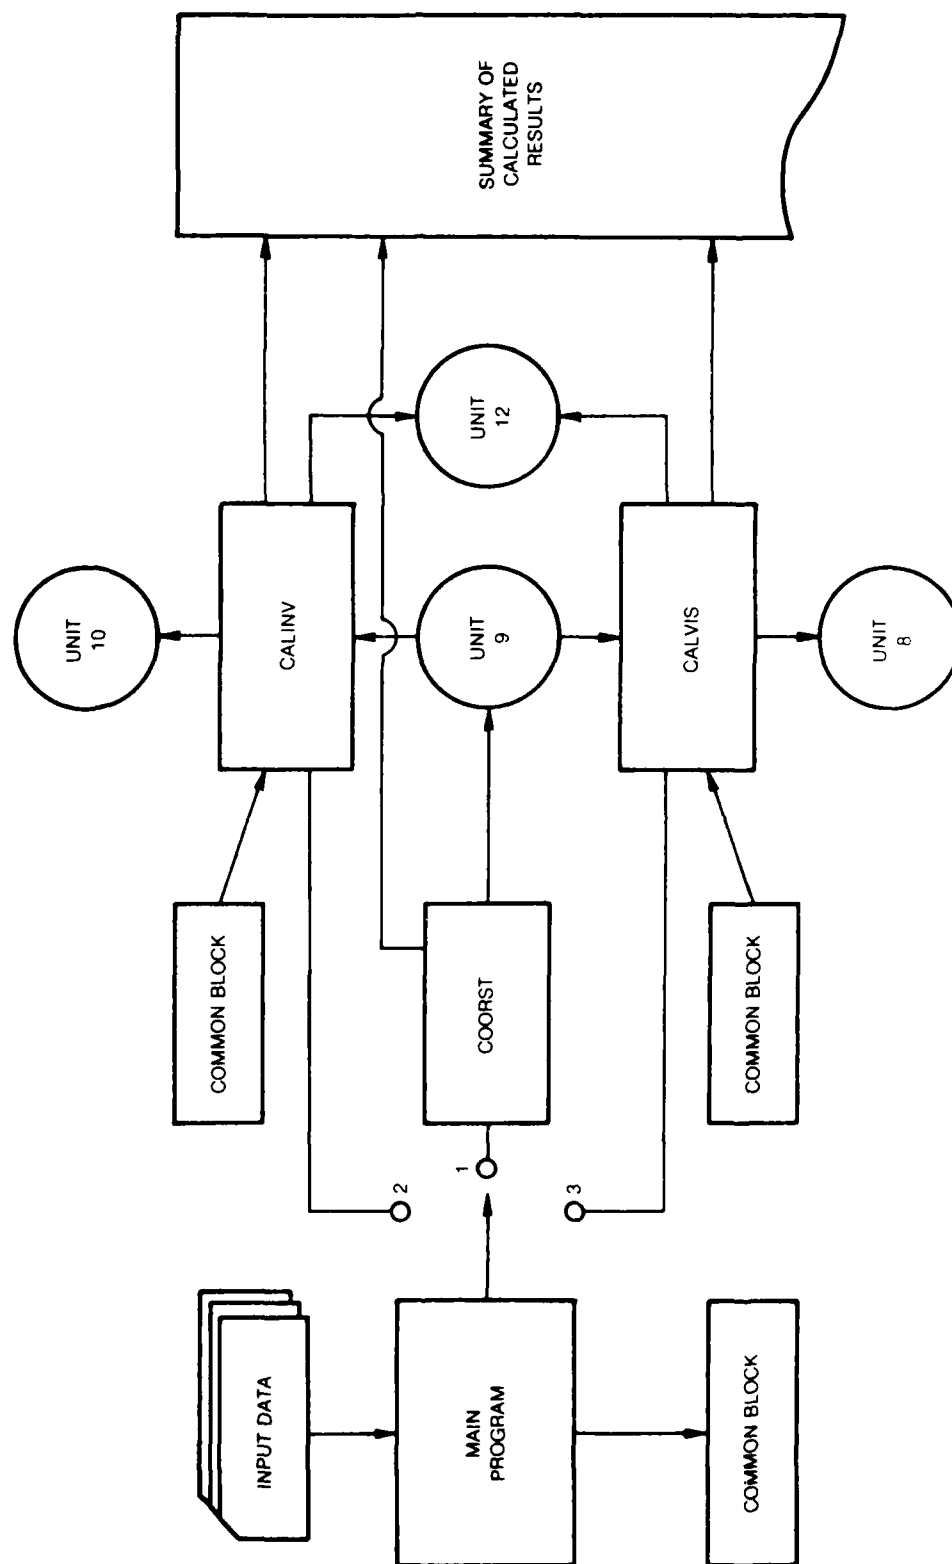 INPUT DATA
MAIN
PROGRAM
COMMON BLOCK
2
1
3
COMMON BLOCK
COORST
COMMON BLOCK
UNIT
10
CALINV
UNIT
9
CALVIS
UNIT
8
UNIT
12
SUMMARY OF
CALCULATED
RESULTS